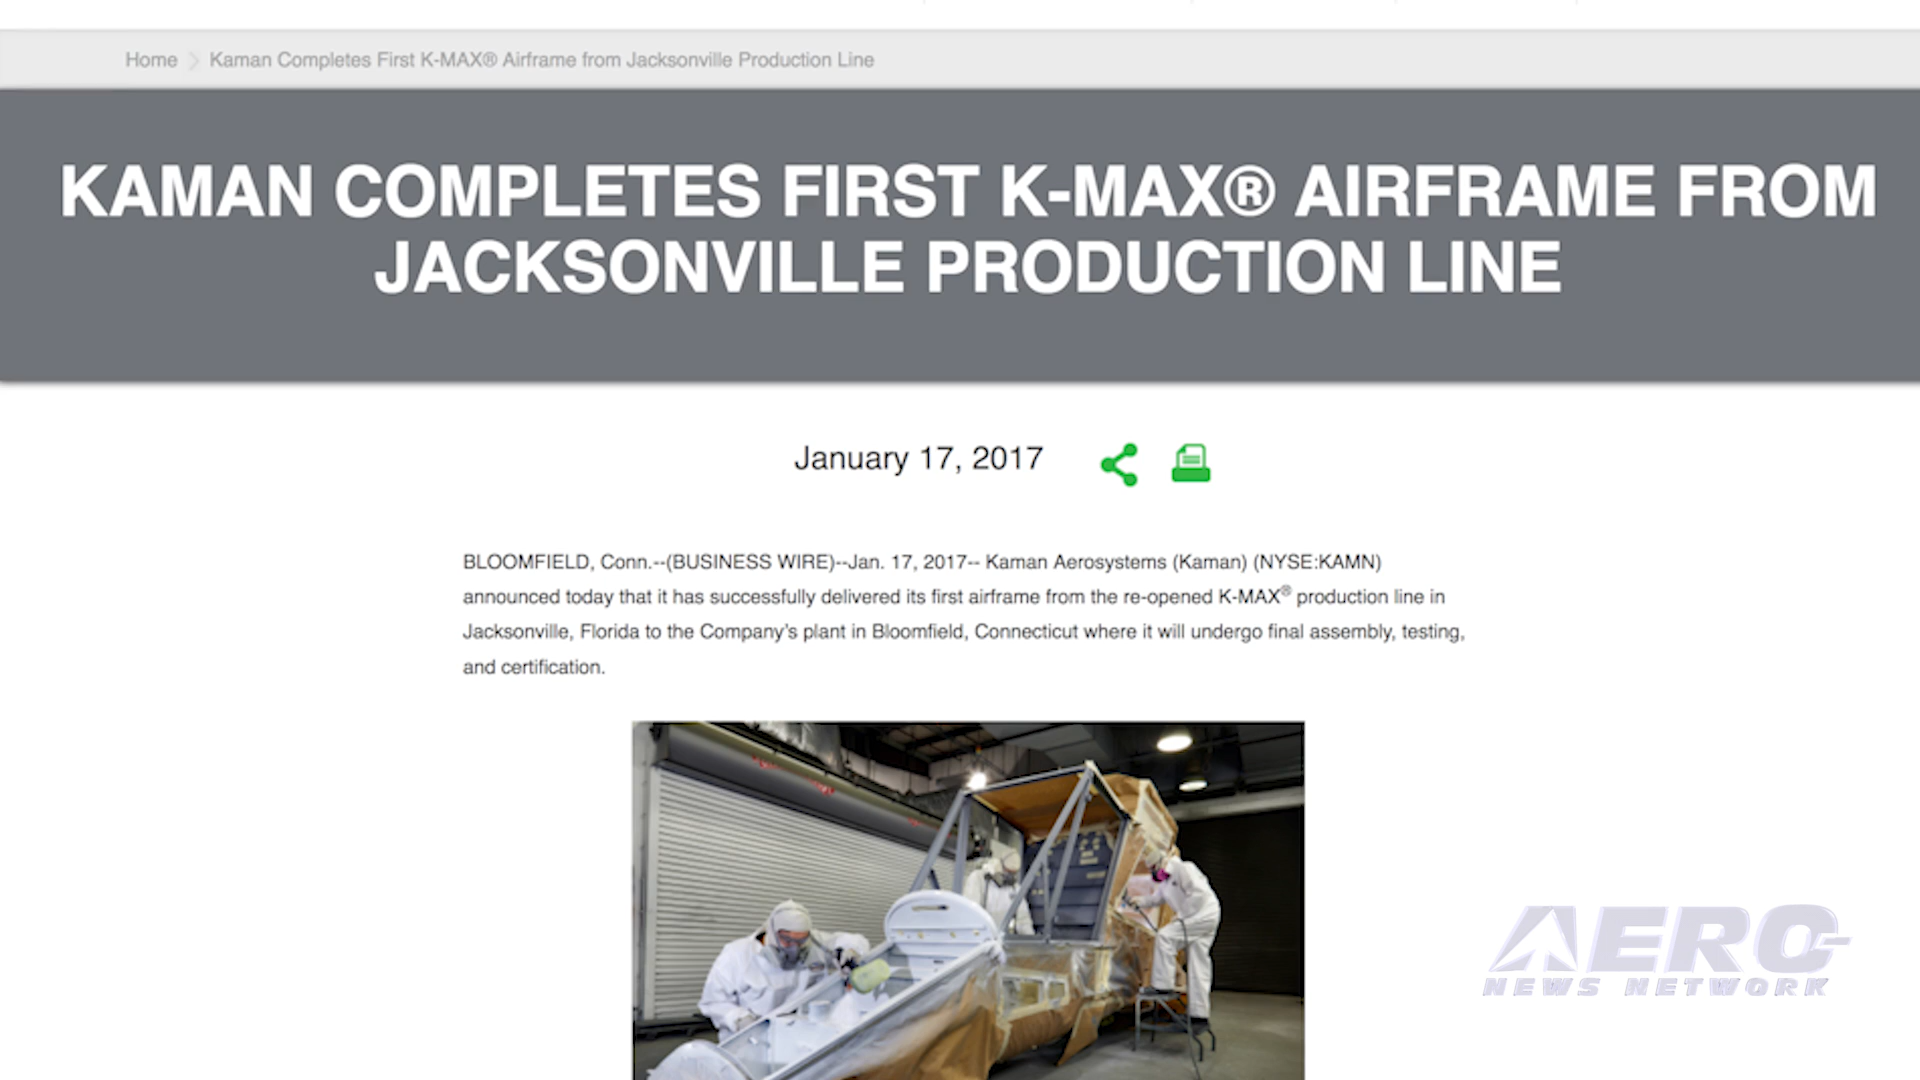 Home > Kaman Completes First K-MAX® Airframe from Jacksonville Production Line
KAMAN COMPLETES FIRST K-MAX® AIRFRAME FROM
JACKSONVILLE PRODUCTION LINE
January 17, 2017
BLOOMFIELD, Conn.--(BUSINESS WIRE)--Jan. 17, 2017-- Kaman Aerosystems (Kaman) (NYSE:KAMN)
announced today that it has successfully delivered its first airframe from the re-opened K-MAX® production line in
Jacksonville, Florida to the Company's plant in Bloomfield, Connecticut where it will undergo final assembly, testing,
and certification.
AERO-
NEWS NETWORK